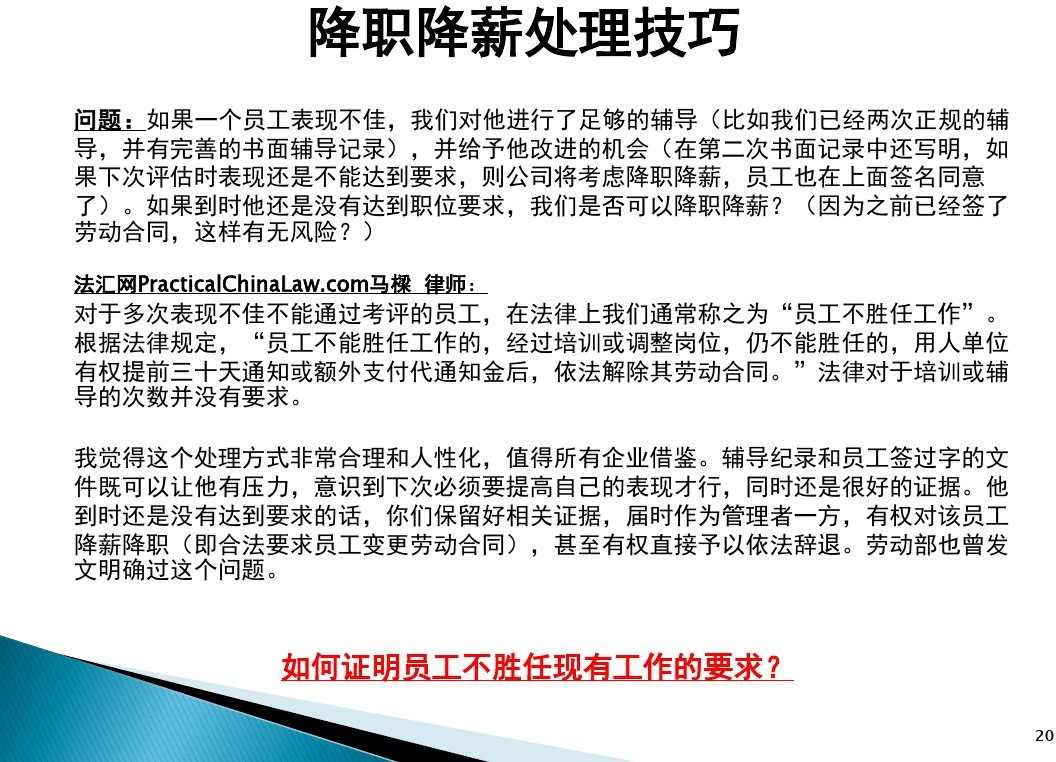 降职降薪处理技巧
问题：如果一个员工表现不佳，我们对他进行了足够的辅导（比如我们已经两次正规的辅
导，并有完善的书面辅导记录），并给予他改进的机会（在第二次书面记录中还写明，如
果下次评估时表现还是不能达到要求，则公司将考虑降职降薪，员工也在上面签名同意
了）。如果到时他还是没有达到职位要求，我们是否可以降职降薪？（因为之前已经签了
劳动合同，这样有无风险？）
法汇网PracticalChinaLaw.com马樑 律师：
对于多次表现不佳不能通过考评的员工，在法律上我们通常称之为“员工不胜任工作”。
根据法律规定，“员工不能胜任工作的，经过培训或调整岗位，仍不能胜任的，用人单位
有权提前三十天通知或额外支付代通知金后，依法解除其劳动合同。”法律对于培训或辅
导的次数并没有要求。
我觉得这个处理方式非常合理和人性化，值得所有企业借鉴。辅导纪录和员工签过字的文
件既可以让他有压力，意识到下次必须要提高自己的表现才行，同时还是很好的证据。他
到时还是没有达到要求的话，你们保留好相关证据，届时作为管理者一方，有权对该员工
降薪降职（即合法要求员工变更劳动合同），甚至有权直接予以依法辞退。劳动部也曾发
文明确过这个问题。
如何证明员工不胜任现有工作的要求？
20